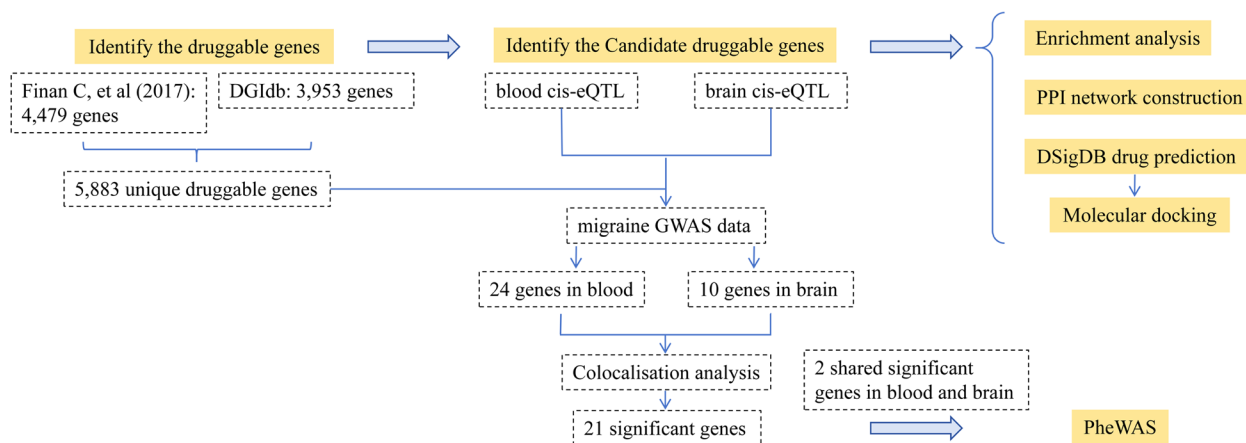 Identify the druggable genes
Identify the Candidate druggable genes
Enrichment analysis
Finan C, et al (2017):
4,479 genes
DGIdb: 3,953 genes
blood cis-eQTL
brain cis-eQTL
PPI network construction
DSigDB drug prediction
5,883 unique druggable genes
Molecular docking
migraine GWAS data
24 genes in blood
10 genes in brain
Colocalisation analysis
2 shared significant
genes in blood and brain
21 significant genes
PheWAS